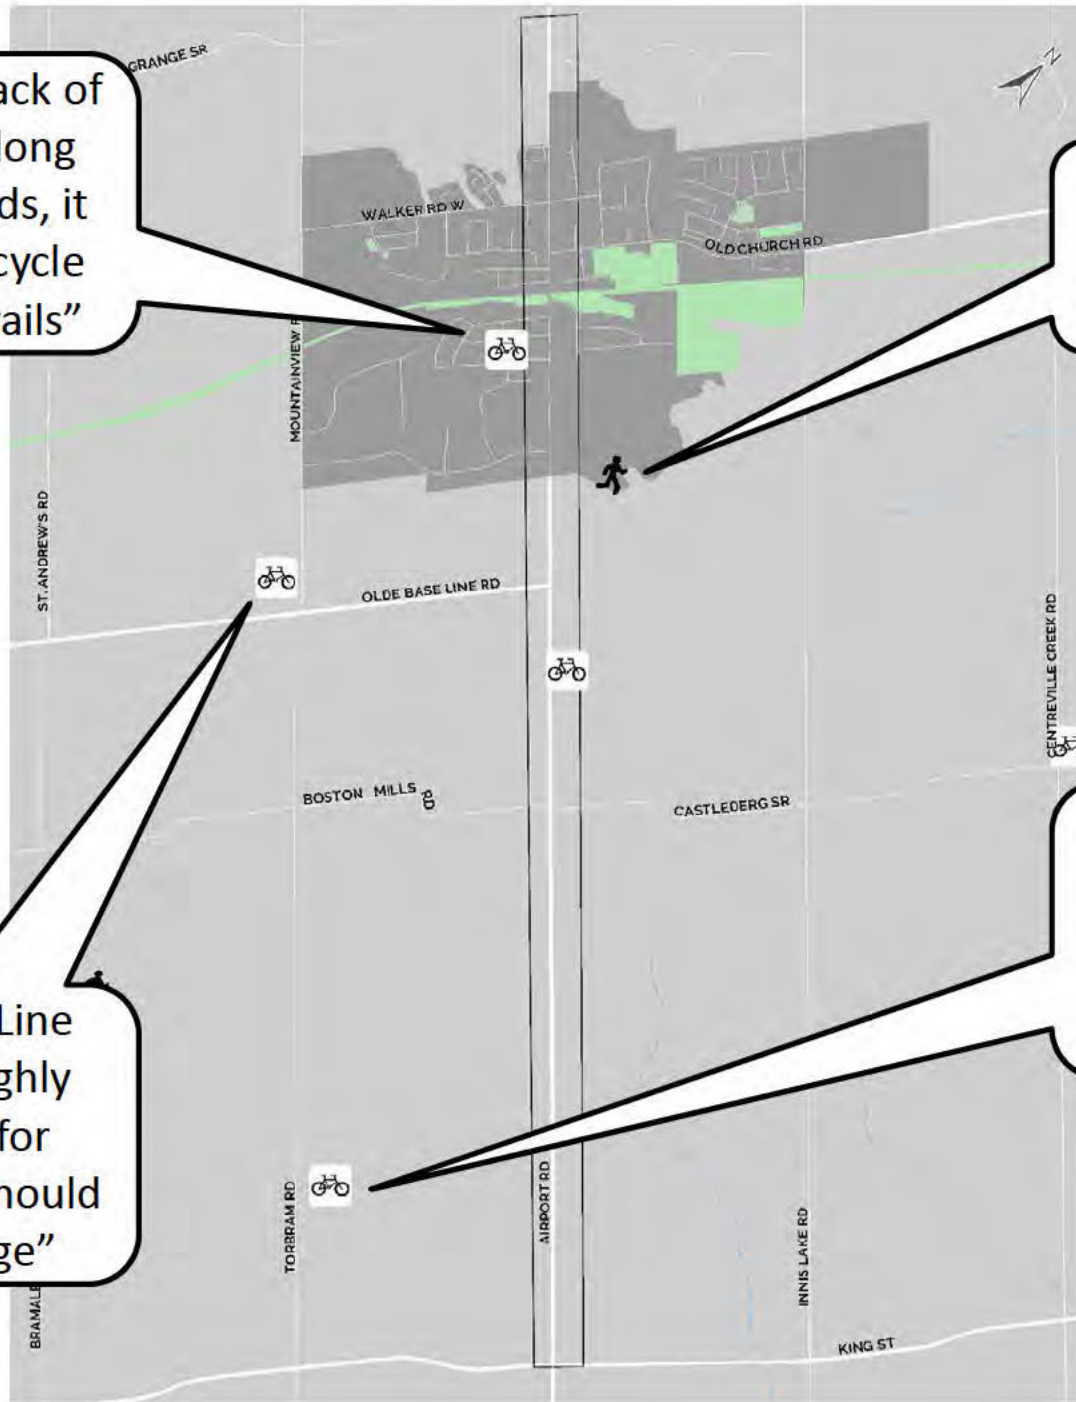 GRANGE SR
ack of
long
ds, it
cycle
ails”
N
WALKER RD W
OLD CHURCH RD
MOUNTAINVIEW R
ST. ANDREW'S RD
OLDE BASE LINE RD
CENTREVILLE CREEK RD
BOSTON MILLS RD
CASTLEDERG SR
Line
ghly
for
hould
ge”
TORBRAM RD
AIRPORT RD
INNIS LAKE RD
BRAMALE
KING ST